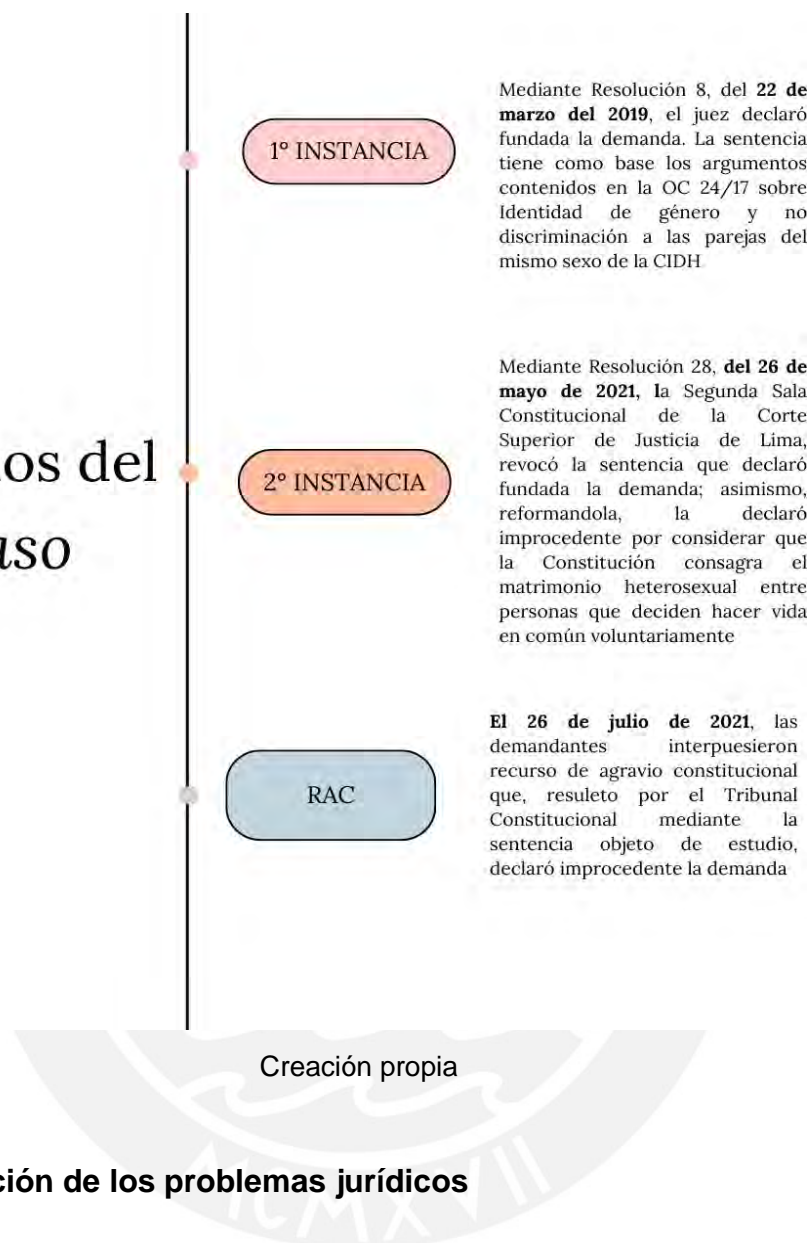 1° INSTANCIA
Mediante Resolución 8, del 22 de
marzo del 2019, el juez declaró
fundada la demanda. La sentencia
tiene como base los argumentos
contenidos en la OC 24/17 sobre
Identidad de género y no
discriminación a las parejas del
mismo sexo de la CIDH
os del
2° INSTANCIA
Mediante Resolución 28, del 26 de
mayo de 2021, la Segunda Sala
Constitucional de la Corte
Superior de Justicia de Lima,
revocó la sentencia que declaró
fundada la demanda; asimismo,
reformandola, la declaró
improcedente por considerar que
la Constitución consagra el
matrimonio heterosexual entre
personas que deciden hacer vida
en común voluntariamente
RAC
El 26 de julio de 2021, las
demandantes interpuesieron
recurso de agravio constitucional
que, resuleto por el Tribunal
Constitucional mediante la
sentencia objeto de estudio,
declaró improcedente la demanda
Creación propia
ción de los problemas jurídicos
MCMXVII